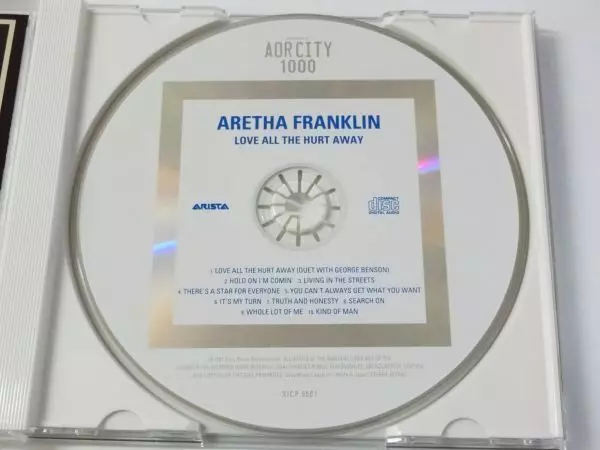 AOR CITY
1000
ARETHA FRANKLIN
LOVE ALL THE HURT AWAY
ARISTA
COMPACT
disc
DIGITAL AUDIO
1. LOVE ALL THE HURT AWAY (DUET WITH GEORGE BENSON)
2. HOLD ON I'M COMIN' 3. LIVING IN THE STREETS
4. THERE'S A STAR FOR EVERYONE 5. YOU CAN'T ALWAYS GET WHAT YOU WANT
6. IT'S MY TURN 7. TRUTH AND HONESTY 8. SEARCH ON
9. WHOLE LOT OF ME 10. KIND OF MAN